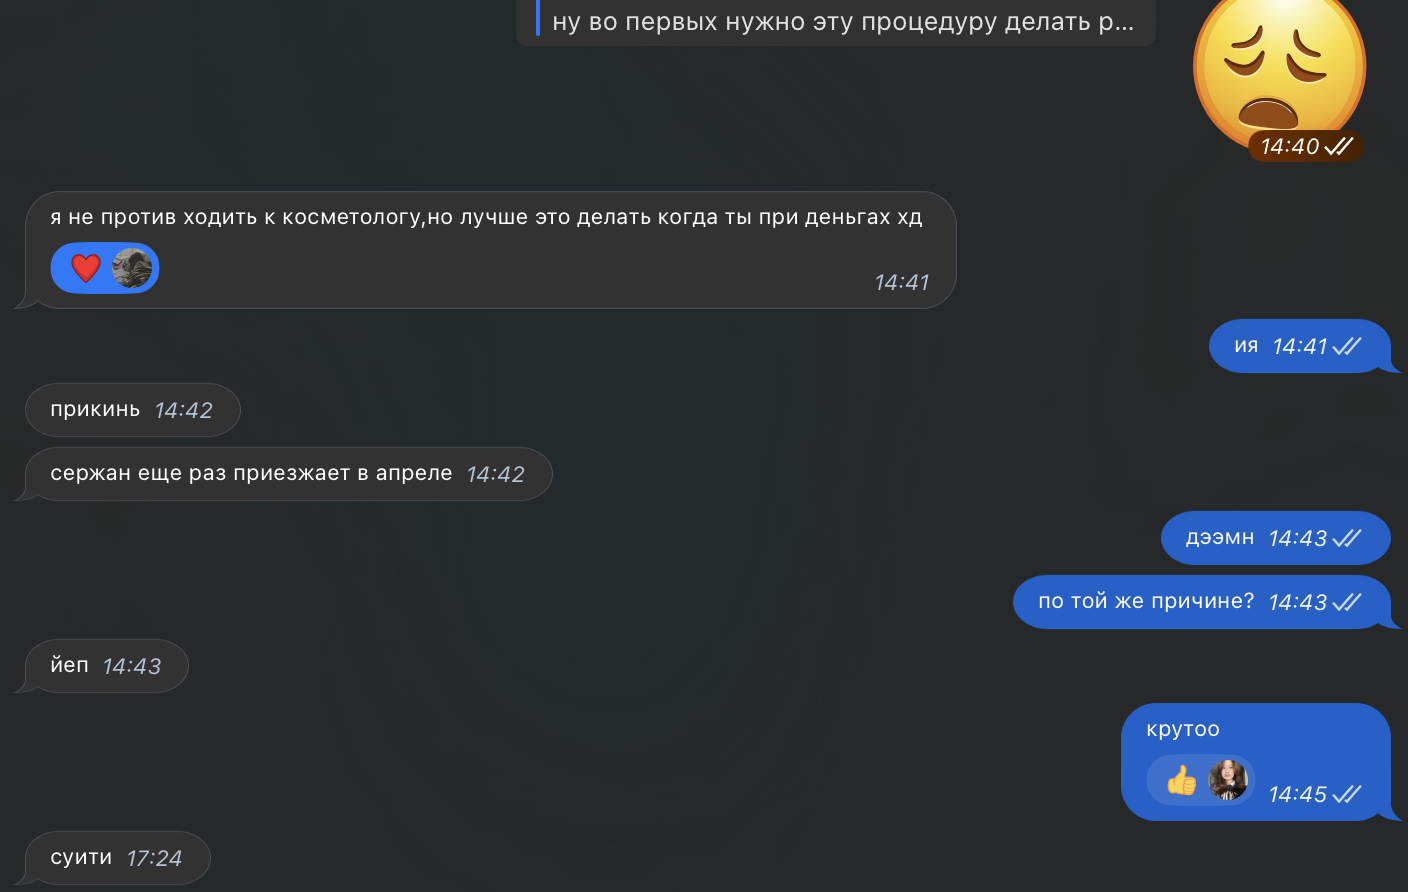 ну во первых нужно эту процедуру делать р...
14:40
я не против ходить к косметологу,но лучше это делать когда ты при деньгах хд
14:41
ия 14:41
прикинь 14:42
сержан еще раз приезжает в апреле 14:42
дээмн 14:43
по той же причине? 14:43
йеп 14:43
крутоо
14:45
суити 17:24